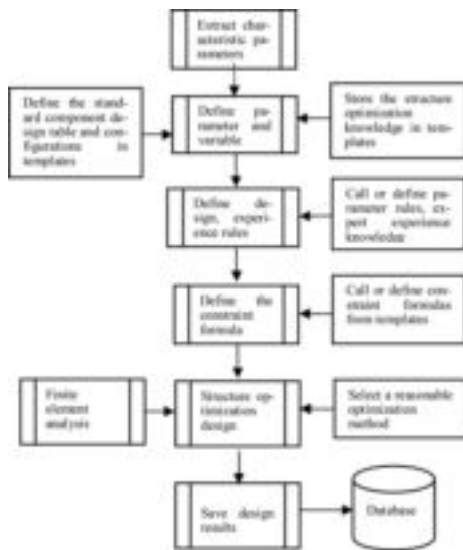 Extract char-
acteristic pa-
rameters
Define the stand-
ard component de-
sign table and con-
figurations in
templates
Define pa-
rameter and
variable
Store the structure
optimization
knowledge in tem-
plates
Define de-
sign, experi-
ence rules
Call or define pa-
rameter rules, ex-
pert experience
knowledge
Define the
constraint
formula
Call or define con-
straint formulas
from templates
Finite
element
analysis
Structure op-
timization
design
Select a reasonable
optimization
method
Save design
results
Database